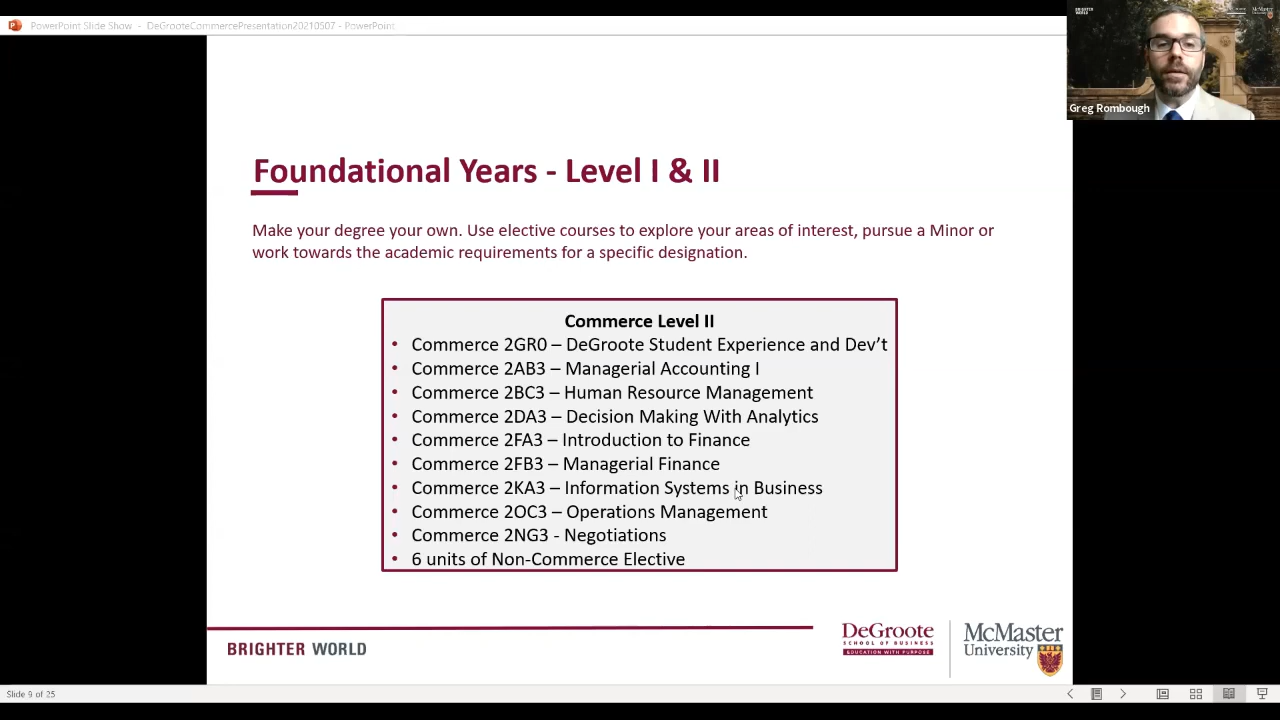 PowerPoint Slide Show - DeGrooteCommercePresentation20210507 - PowerPoint
BRIGHTER WORLD
McMaster
Greg Rombough
Foundational Years - Level I & II
Make your degree your own. Use elective courses to explore your areas of interest, pursue a Minor or
work towards the academic requirements for a specific designation.
Commerce Level II
• Commerce 2GR0 – DeGroote Student Experience and Dev't
• Commerce 2AB3 – Managerial Accounting I
• Commerce 2BC3 – Human Resource Management
• Commerce 2DA3 – Decision Making With Analytics
• Commerce 2FA3 – Introduction to Finance
• Commerce 2FB3 – Managerial Finance
• Commerce 2KA3 – Information Systems in Business
• Commerce 2OC3 – Operations Management
• Commerce 2NG3 - Negotiations
• 6 units of Non-Commerce Elective
BRIGHTER WORLD
DeGroote
SCHOOL OF BUSINESS
EDUCATION WITH PURPOSE
McMaster
University
Slide 9 of 25